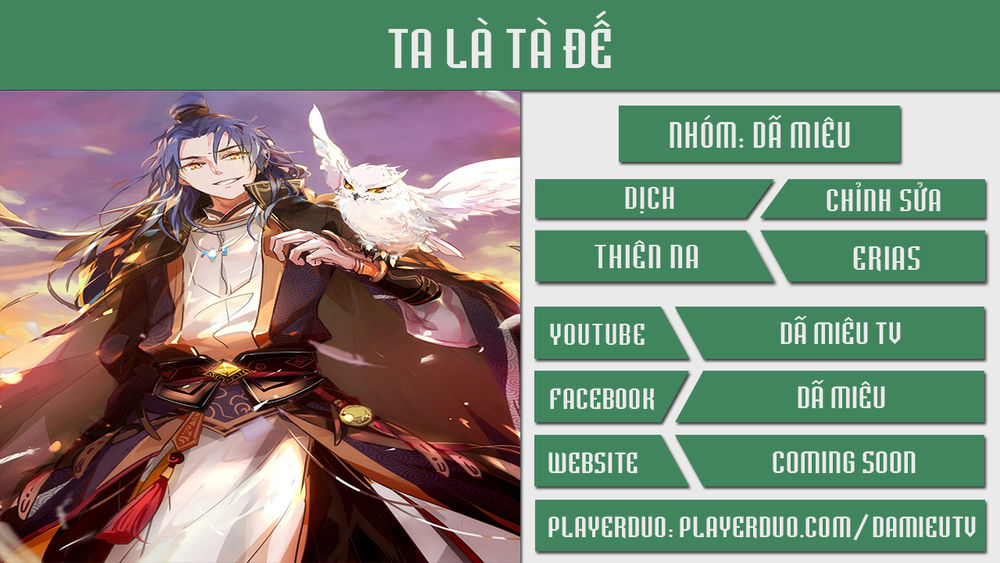 TA LÀ TÀ ĐẾ
NHÓM: DÃ MIÊU
DỊCH
CHỈNH SỬA
THIÊN NA
ERIAS
YOUTUBE
DÃ MIÊU TV
FACEBOOK
DÃ MIÊU
WEBSITE
COMING SOON
PLAYERDUO: PLAYERDUO.COM/DAMIEUTV